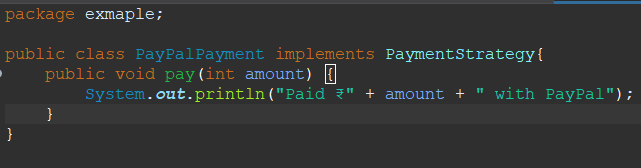 package exmaple;
public class PayPalPayment implements PaymentStrategy{
public void pay(int amount) {
System.out.println("Paid ₹" + amount + " with PayPal");
}
}